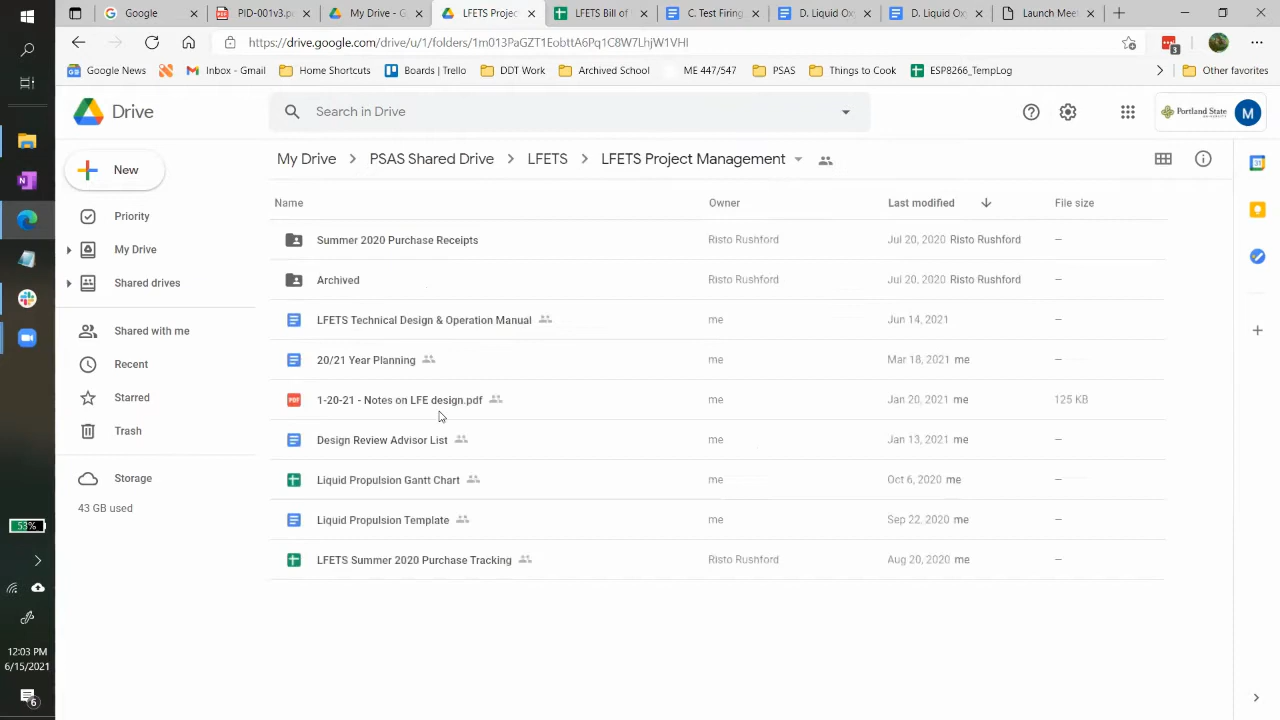 Google
PID-001v3.p
My Drive - G
LFETS Projec
LFETS Bill of
C. Test Firing
D. Liquid Oxy
D. Liquid Oxy
Launch Meet
https://drive.google.com/drive/u/1/folders/1m013PaGZT1EobttA6Pq1C8W7LhjW1VHI
3
Google News
Inbox - Gmail
Home Shortcuts
Boards | Trello
DOT Work
Archived School
ME 447/547
PSAS
Things to Cook
ESP8266_TempLog
Other favorites
Drive
Search in Drive
Portland State
UNIVERSITY
M
New
My Drive
PSAS Shared Drive
LFETS
LFETS Project Management
31
Name
Owner
Last modified
File size
Priority
My Drive
Shared drives
Shared with me
Recent
Starred
Trash
Storage
43 GB used
Summer 2020 Purchase Receipts Risto Rushford Jul 20, 2020 Risto Rushford –
Archived Risto Rushford Jul 20, 2020 Risto Rushford –
LFETS Technical Design & Operation Manual me Jun 14, 2021 –
20/21 Year Planning me Mar 18, 2021 me –
PDF 1-20-21 - Notes on LFE design.pdf me Jan 20, 2021 me 125 KB
Design Review Advisor List me Jan 13, 2021 me –
Liquid Propulsion Gantt Chart me Oct 6, 2020 me –
Liquid Propulsion Template me Sep 22, 2020 me –
LFETS Summer 2020 Purchase Tracking Risto Rushford Aug 20, 2020 me –
53%
12:03 PM
6/15/2021
6